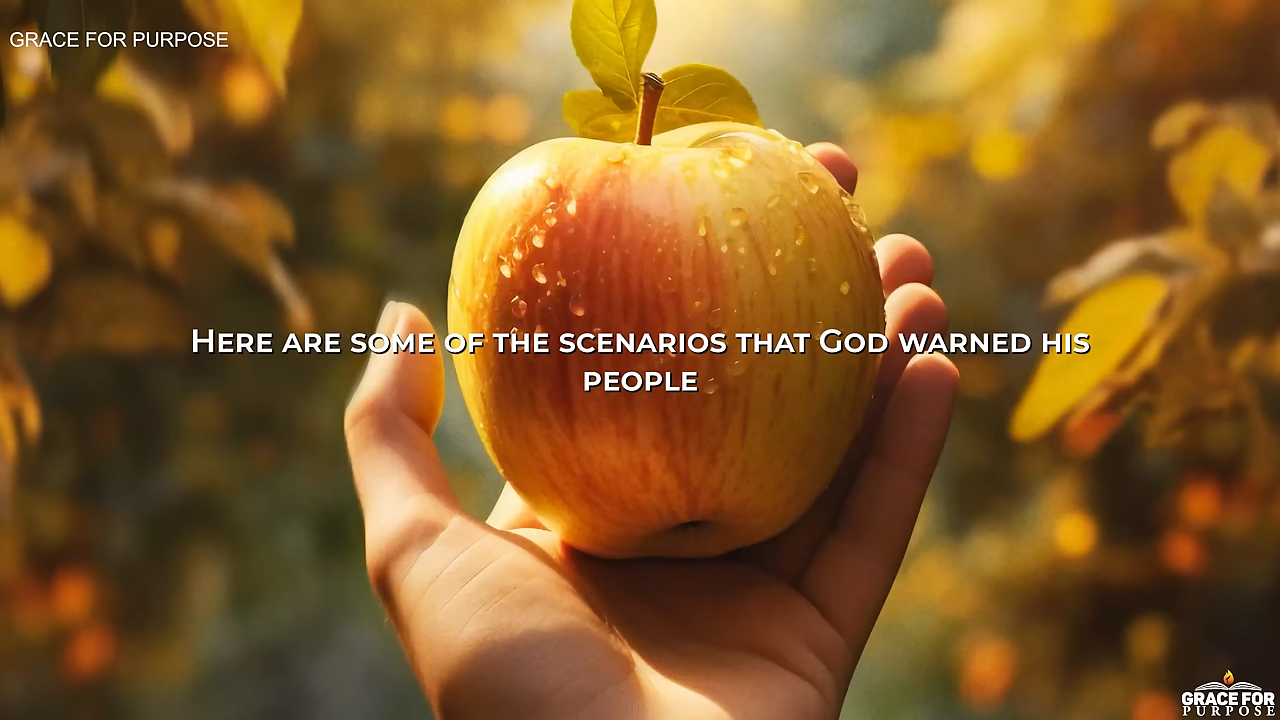 GRACE FOR PURPOSE
Here are some of the scenarios that God warned his
people
GRACE FOR
PURPOSE